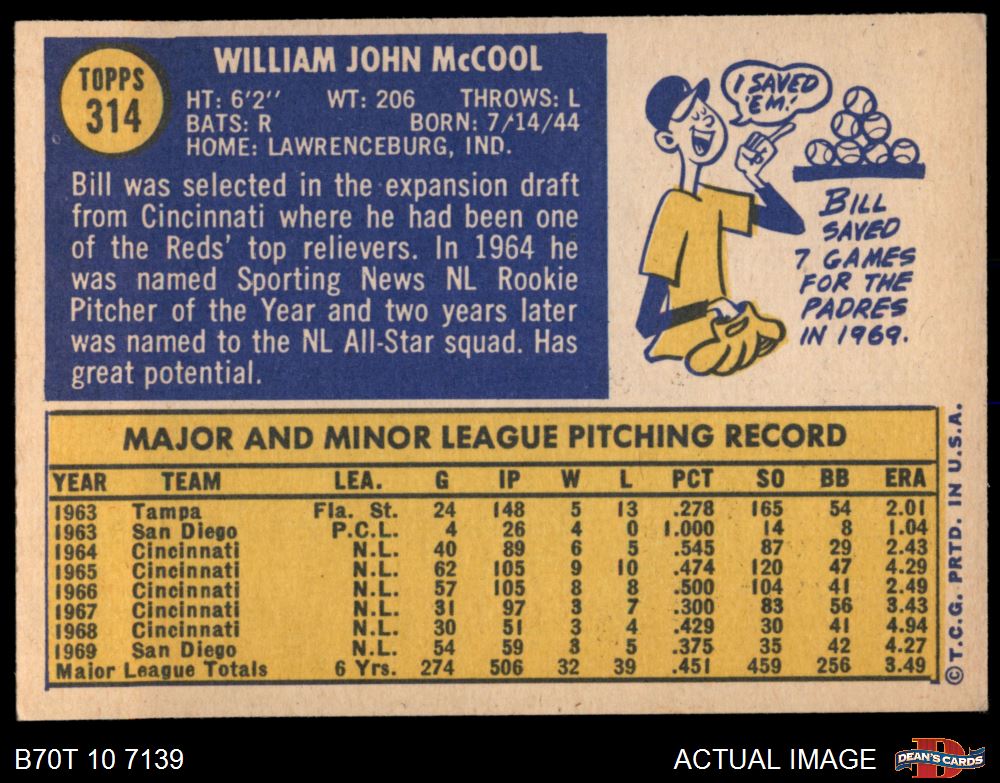 TOPPS
314
WILLIAM JOHN McCOOL
HT: 6'2'' WT: 206 THROWS: L
BATS: R BORN: 7/14/44
HOME: LAWRENCEBURG, IND.
Bill was selected in the expansion draft
from Cincinnati where he had been one
of the Reds' top relievers. In 1964 he
was named Sporting News NL Rookie
Pitcher of the Year and two years later
was named to the NL All-Star squad. Has
great potential.
I SAVED
'EM!
BILL
SAVED
7 GAMES
FOR THE
PADRES
IN 1969.
MAJOR AND MINOR LEAGUE PITCHING RECORD
YEAR TEAM LEA. G IP W L PCT SO BB ERA
1963 Tampa Fla. St. 24 148 5 13 .278 165 54 2.01
1963 San Diego P.C.L. 4 26 4 0 1.000 14 8 1.04
1964 Cincinnati N.L. 40 89 6 5 .545 87 29 2.43
1965 Cincinnati N.L. 62 105 9 10 .474 120 47 4.29
1966 Cincinnati N.L. 57 105 8 8 .500 104 41 2.49
1967 Cincinnati N.L. 31 97 3 7 .300 83 56 3.43
1968 Cincinnati N.L. 30 51 3 4 .429 30 41 4.94
1969 San Diego N.L. 54 59 3 5 .375 35 42 4.27
Major League Totals 6 Yrs. 274 506 32 39 .451 459 256 3.49
©T.C.G. PRTD. IN U.S.A.
B70T 10 7139
ACTUAL IMAGE
D
DEAN'S CARDS